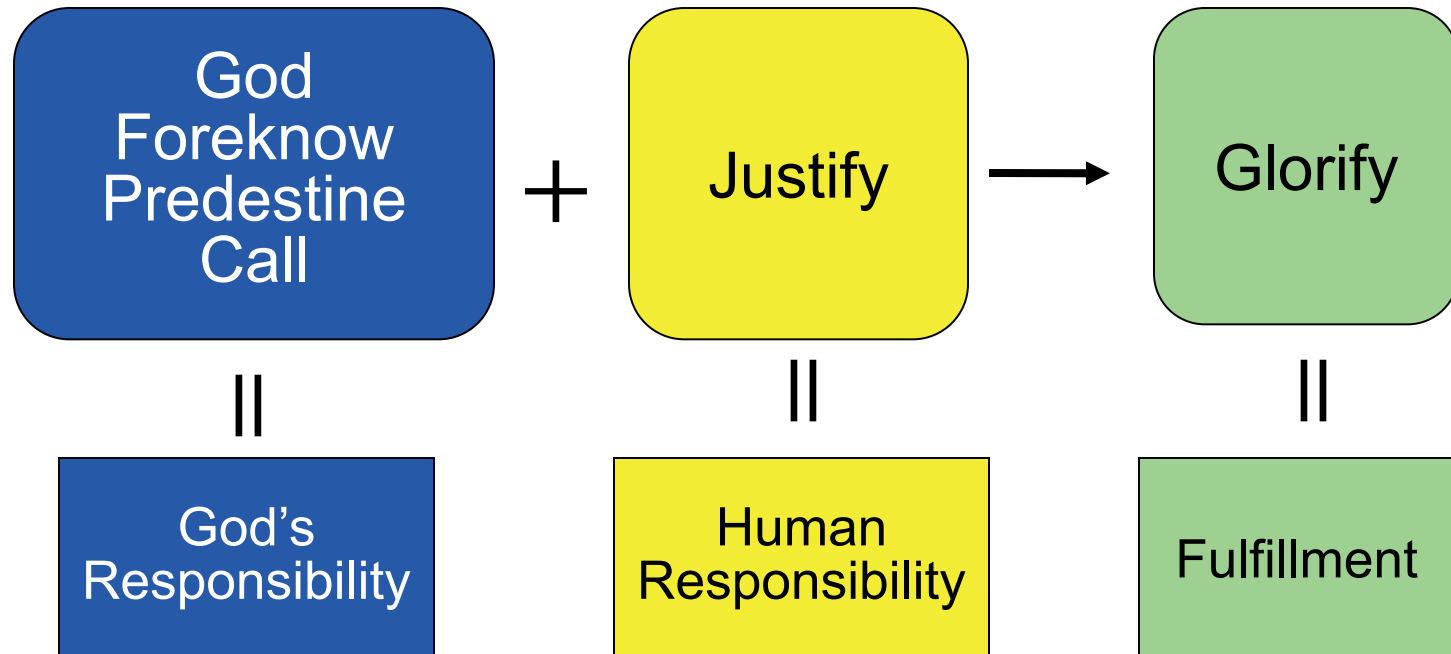 God
Foreknow
Predestine
Call
+
Justify
Glorify
God’s
Responsibility
Human
Responsibility
Fulfillment